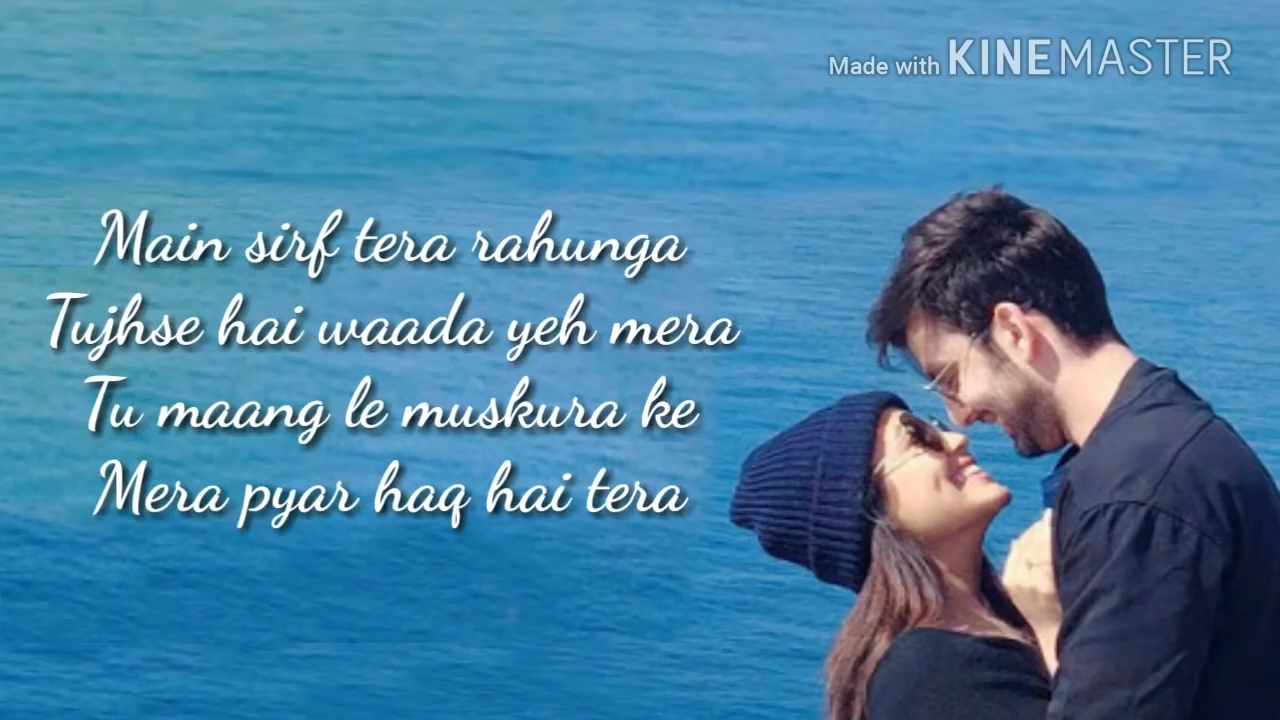 Made with KINEMASTER
Main sirf tera rahunga
Tujhse hai waada yeh mera
Tu maang le muskura ke
Mera pyar haq hai tera